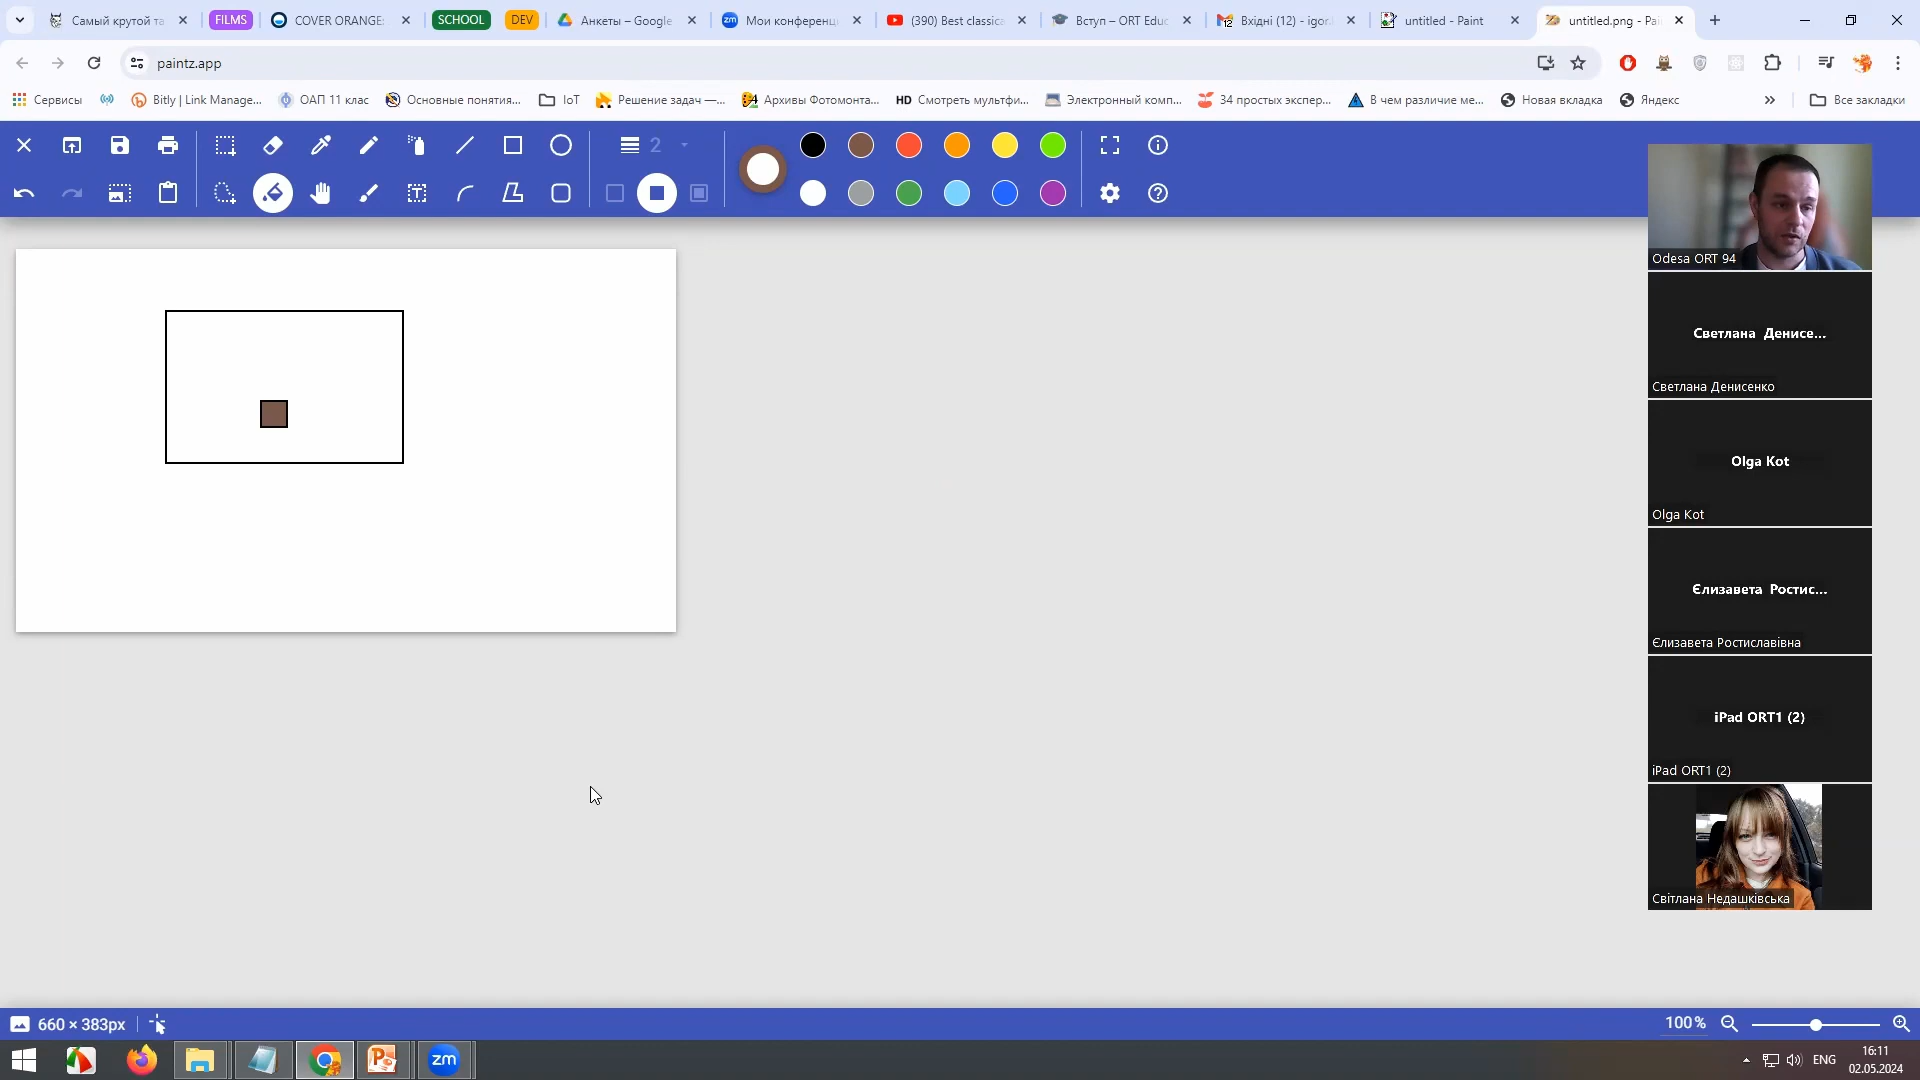 Самый крутой та
FILMS
COVER ORANGE:
SCHOOL
DEV
Анкеты – Google
zm
Мои конференц
(390) Best classica
Вступ – ORT Educ
12
Вхідні (12) - igor.
untitled - Paint
untitled.png - Pai
paintz.app
Сервисы
Bitly | Link Manage...
ОАП 11 клас
Основные понятия...
IoT
Решение задач —...
Архивы Фотомонта...
HD Смотреть мультфи...
Электронный комп...
34 простых экспер...
В чем различие ме...
Новая вкладка
Яндекс
Все закладки
2
Odesa ORT 94
Светлана Денисе...
Светлана Денисенко
Olga Kot
Olga Kot
Єлизавета Ростис...
Єлизавета Ростиславівна
iPad ORT1 (2)
iPad ORT1 (2)
Світлана Недашківська
660 × 383px
100%
zm
ENG
16:11
02.05.2024